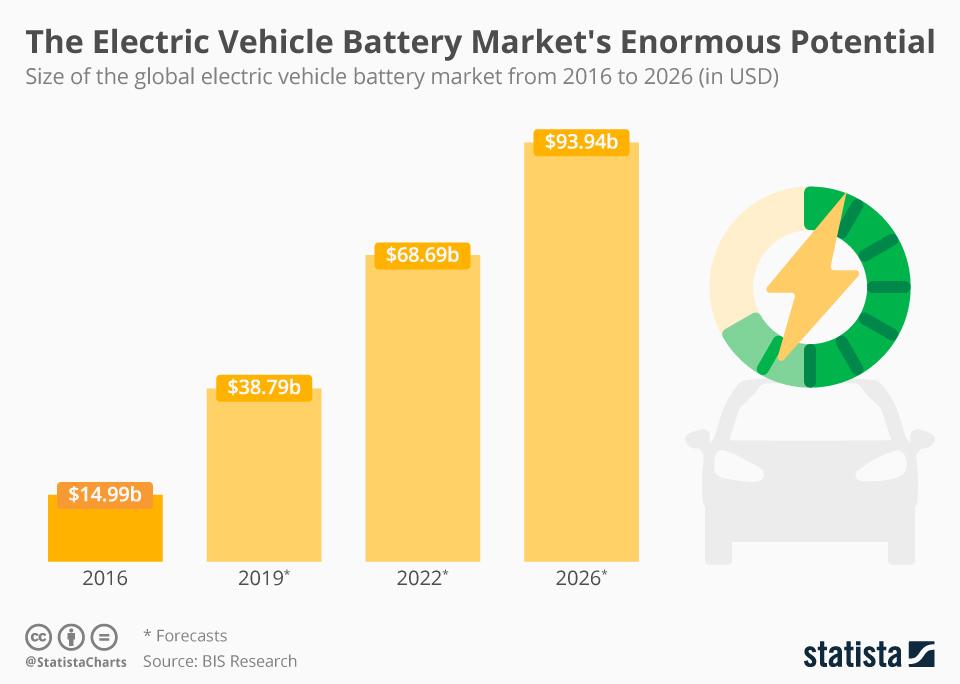 The Electric Vehicle Battery Market's Enormous Potential
Size of the global electric vehicle battery market from 2016 to 2026 (in USD)
$14.99b
$38.79b
$68.69b
$93.94b
2016
2019*
2022*
2026*
cc
@StatistaCharts
* Forecasts
Source: BIS Research
statista